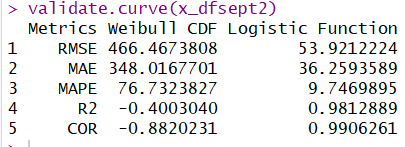 > validate.curve(x_dfsept2)
Metrics Weibull CDF Logistic Function
1 RMSE 466.4673808 53.9212224
2 MAE 348.0167701 36.2593589
3 MAPE 76.7323827 9.7469895
4 R2 -0.4003040 0.9812889
5 COR -0.8820231 0.9906261